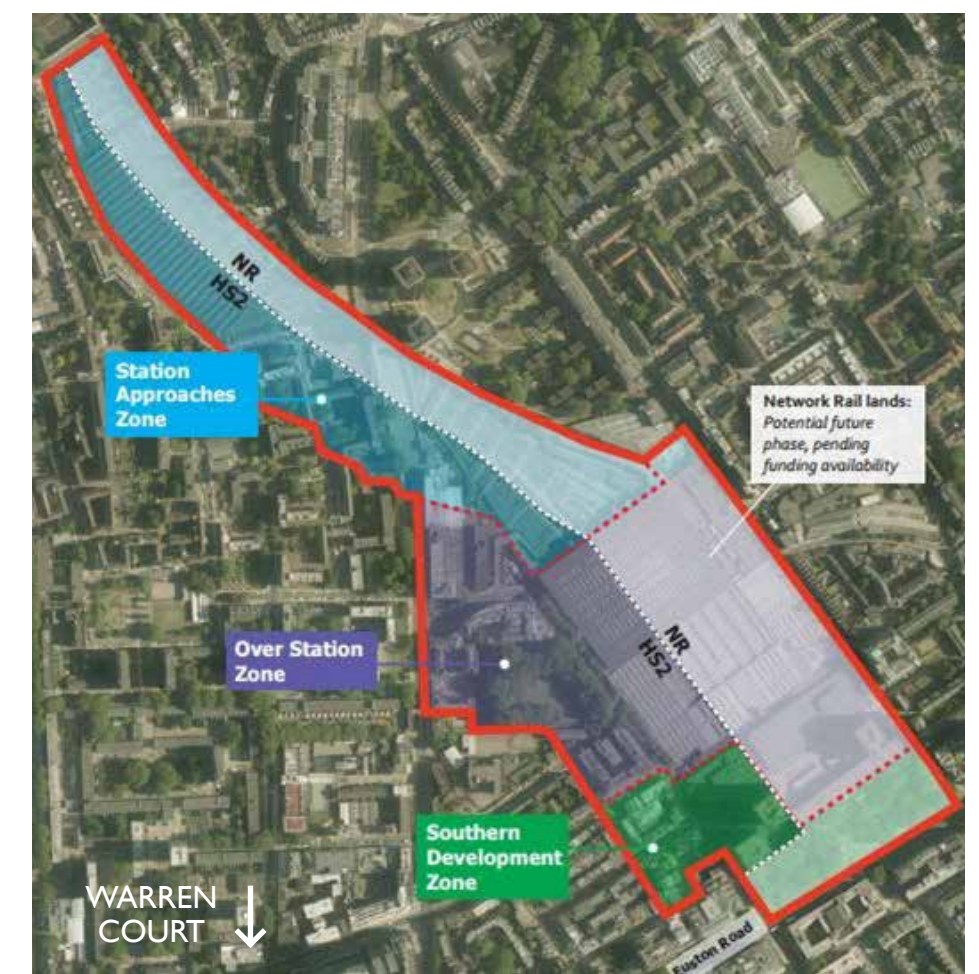 NR
HS2
Station
Approaches
Zone
Network Rail lands:
Potential future
phase, pending
funding availability
NR
HS2
Over Station
Zone
Southern
Development
Zone
WARREN
COURT
Euston Road